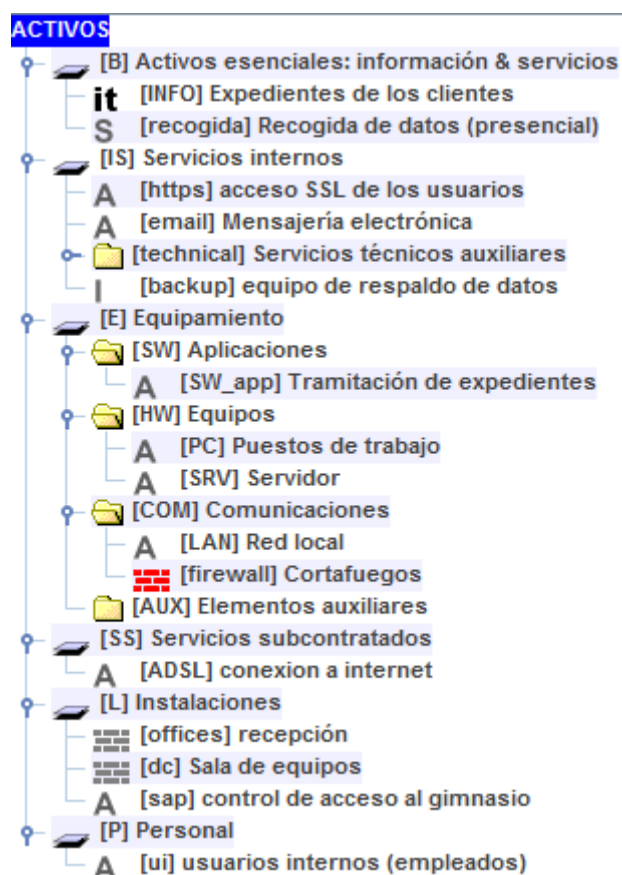 ACTIVOS
[B] Activos esenciales: información & servicios
it [INFO] Expedientes de los clientes
S [recogida] Recogida de datos (presencial)
[IS] Servicios internos
A [https] acceso SSL de los usuarios
A [email] Mensajería electrónica
[technical] Servicios técnicos auxiliares
I [backup] equipo de respaldo de datos
[E] Equipamiento
[SW] Aplicaciones
A [SW_app] Tramitación de expedientes
[HW] Equipos
A [PC] Puestos de trabajo
A [SRV] Servidor
[COM] Comunicaciones
A [LAN] Red local
[firewall] Cortafuegos
[AUX] Elementos auxiliares
[SS] Servicios subcontratados
A [ADSL] conexion a internet
[L] Instalaciones
[offices] recepción
[dc] Sala de equipos
A [sap] control de acceso al gimnasio
[P] Personal
A [ui] usuarios internos (empleados)